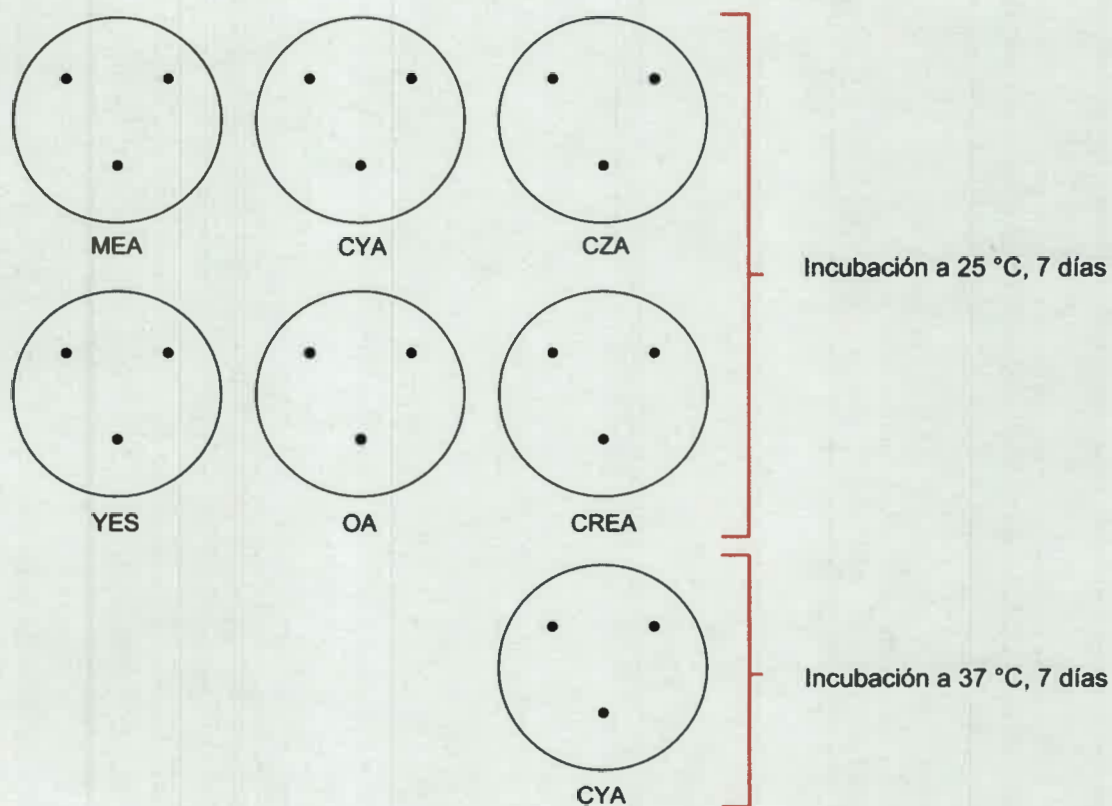 MEA CYA CZA
Incubación a 25 °C, 7 días
YES OA CREA
Incubación a 37 °C, 7 días
CYA